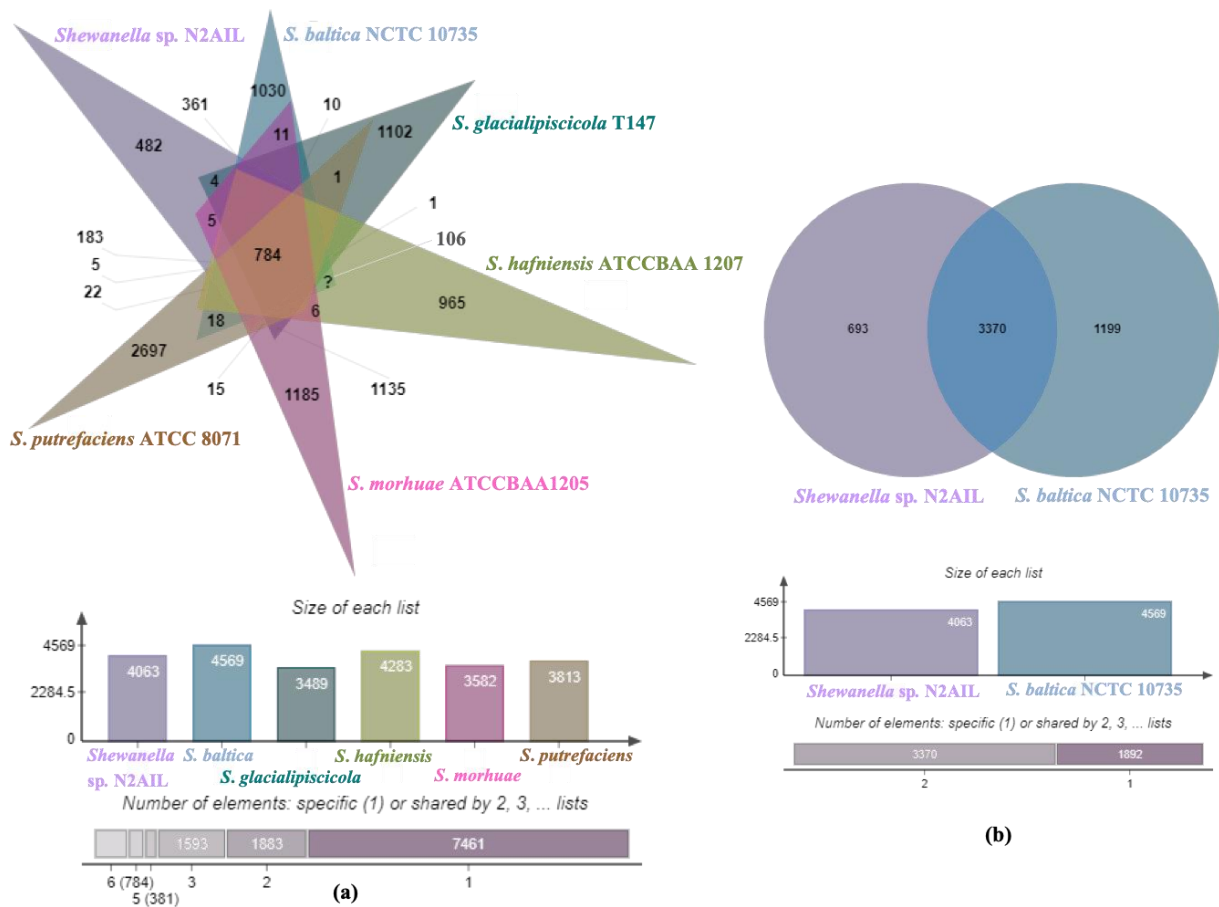 Shewanella sp. N2AIL
S. baltica NCTC 10735
361
1030
10
482
11
1102
S. glacialipiscicola T147
4
1
5
1
183
5
22
784
106
?
S. hafniensis ATCCBAA 1207
965
18
6
2697
15
1185
1135
S. putrefaciens ATCC 8071
S. morhuae ATCCBAA1205
Size of each list
4569
2284.5
0
4063
4569
3489
4283
3582
3813
Shewanella
sp. N2AIL
S. baltica
S. glacialipiscicola
S. hafniensis
S. morhuae
S. putrefaciens
Number of elements: specific (1) or shared by 2, 3, ... lists
1593
1883
7461
6 (784)
5 (381)
3
2
1
(a)
693
3370
1199
Shewanella sp. N2AIL
S. baltica NCTC 10735
Size of each list
4569
2284.5
0
4063
4569
Shewanella sp. N2AIL
S. baltica NCTC 10735
Number of elements: specific (1) or shared by 2, 3, ... lists
3370
1892
2
1
(b)